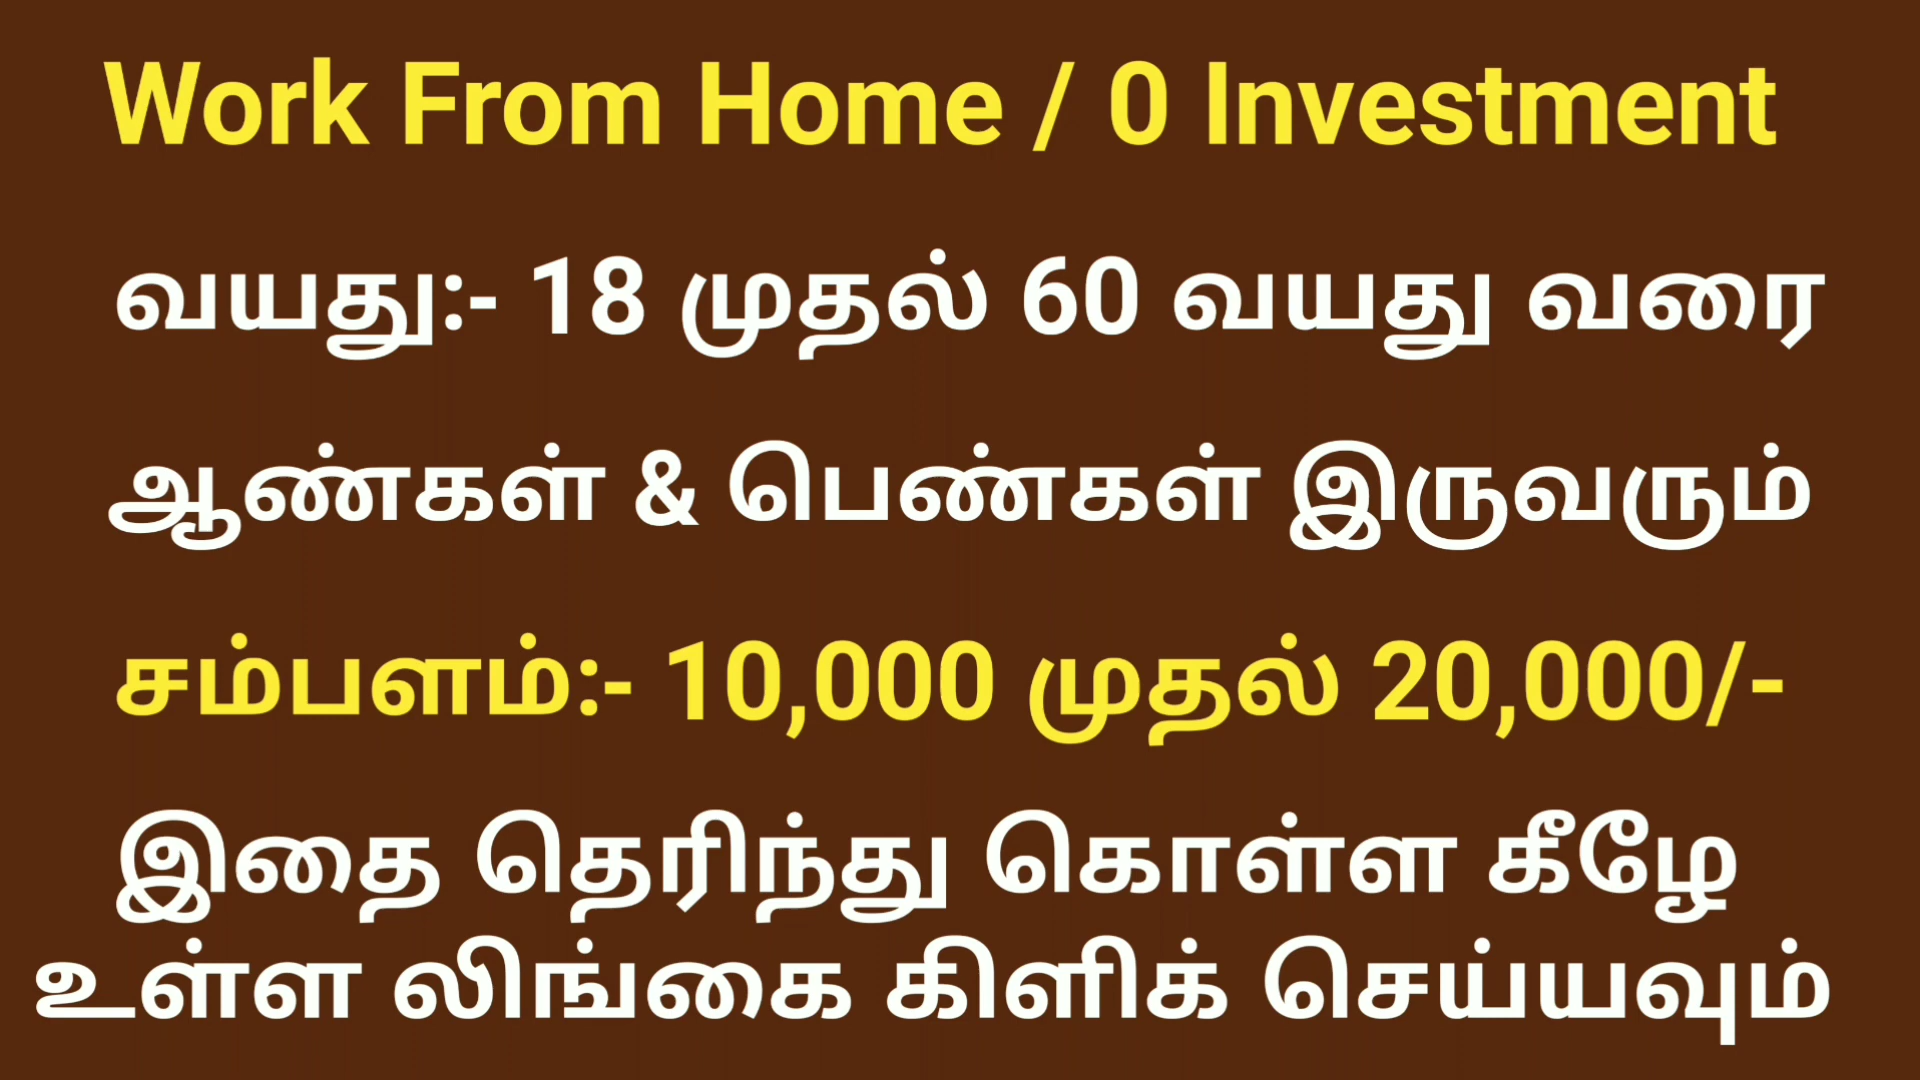 Work From Home / 0 Investment
வயது:- 18 முதல் 60 வயது வரை
ஆண்கள் & பெண்கள் இருவரும்
சம்பளம்:- 10,000 முதல் 20,000/-
இதை தெரிந்து கொள்ள கீழே
உள்ள லிங்கை கிளிக் செய்யவும்